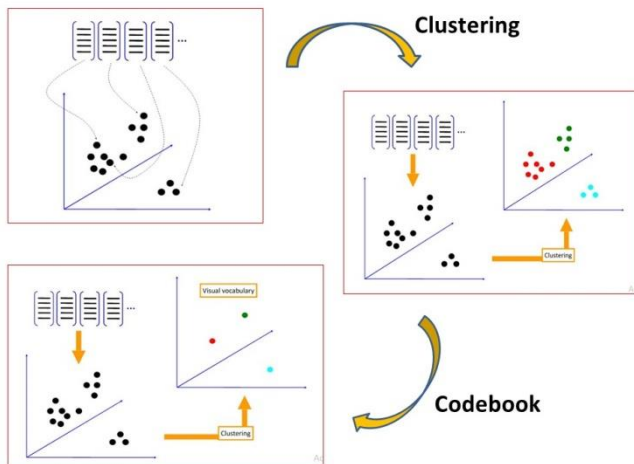 ...
Clustering
...
Clustering
...
Visual vocabulary
Clustering
Codebook